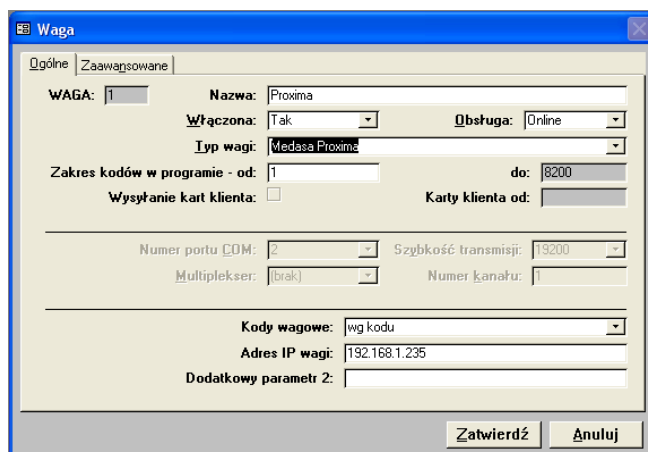 Waga
Ogólne Zaawansowane
WAGA: 1 Nazwa: Proxima
Włączona: Tak Obsługa: Online
Typ wagi: Medasa Proxima
Zakres kodów w programie - od: 1 do: 8200
Wysyłanie kart klienta: Karty klienta od:
Numer portu COM: 2 Szybkość transmisji: 19200
Multiplekser: (brak) Numer kanału: 1
Kody wagowe: wg kodu
Adres IP wagi: 192.168.1.235
Dodatkowy parametr 2:
Zatwierdź Anuluj